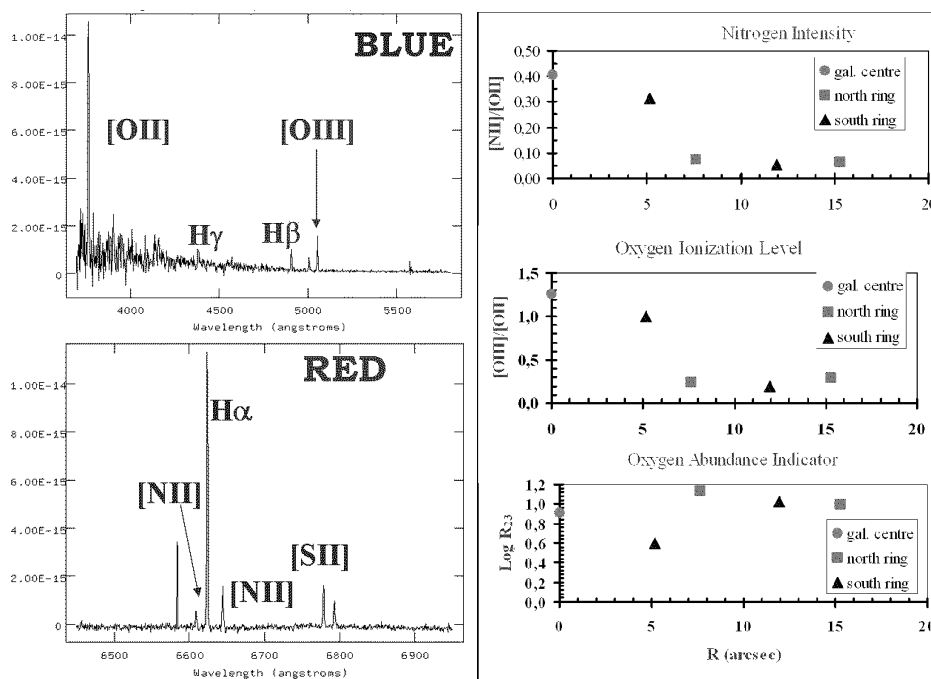 BLUE
1.00E-14
8.00E-15
6.00E-15
4.00E-15
2.00E-15
0
[OII]
[OIII]
Hγ
Hβ
4000
4500
5000
5500
Wavelength (angstroms)
RED
1.00E-14
8.00E-15
6.00E-15
4.00E-15
2.00E-15
0
Hα
[NII]
[NII]
[SII]
6500
6600
6700
6800
6900
Wavelength (angstroms)
Nitrogen Intensity
[NII]/[OII]
0,50
0,40
0,30
0,20
0,10
0,00
gal. centre
north ring
south ring
0
5
10
15
20
Oxygen Ionization Level
[OIII]/[OII]
1,5
1,0
0,5
0,0
gal. centre
north ring
south ring
0
5
10
15
20
Oxygen Abundance Indicator
Log R23
1,2
1,0
0,8
0,6
0,4
0,2
0,0
gal. centre
north ring
south ring
0
5
10
15
20
R (arcsec)